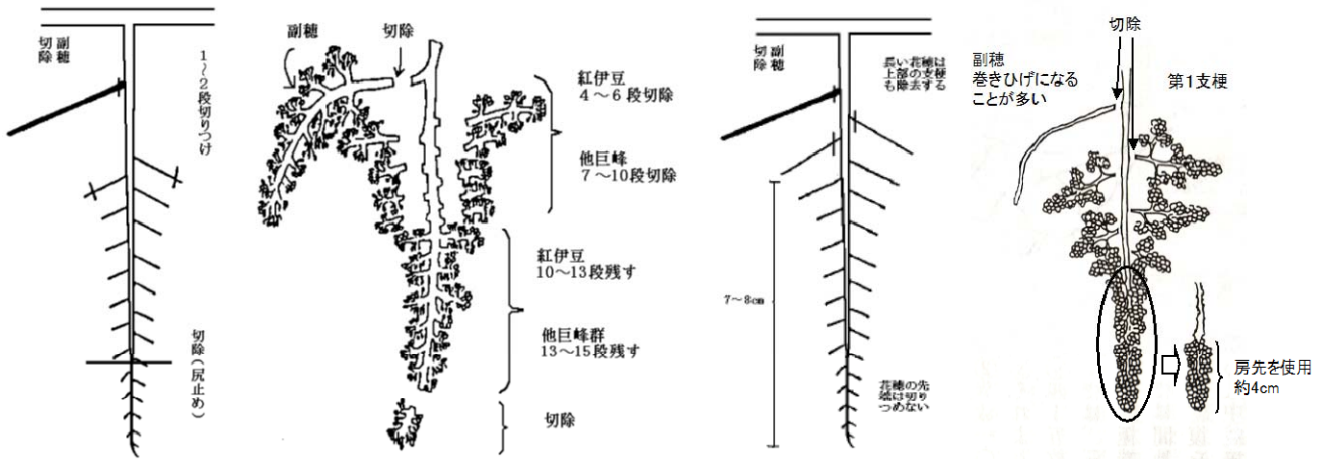 副穂
切除
1〜2段切りつけ
切除(尻止め)
副穂
切除
紅伊豆
4〜6段切除
他巨峰
7〜10段切除
紅伊豆
10〜13段残す
他巨峰群
13〜15段残す
切除
副穂
切除
長い花穂は
上部の支梗
も除去する
7〜8cm
花穂の先
端は切り
つめない
切除
副穂
巻きひげになる
ことが多い
第1支梗
房先を使用
約4cm